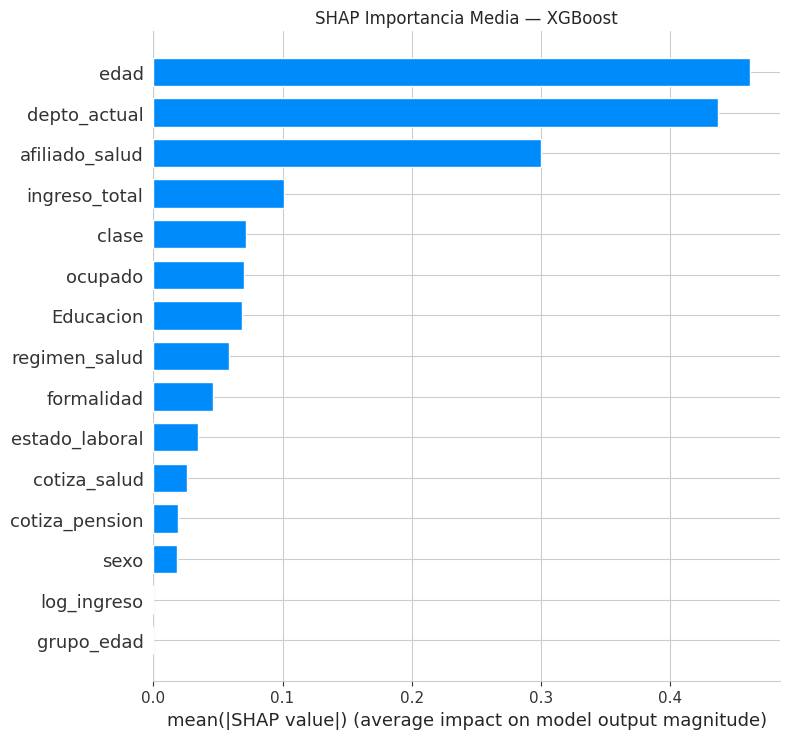 SHAP Importancia Media — XGBoost
edad
depto_actual
afiliado_salud
ingreso_total
clase
ocupado
Educacion
regimen_salud
formalidad
estado_laboral
cotiza_salud
cotiza_pension
sexo
log_ingreso
grupo_edad
0.0 0.1 0.2 0.3 0.4
mean(|SHAP value|) (average impact on model output magnitude)